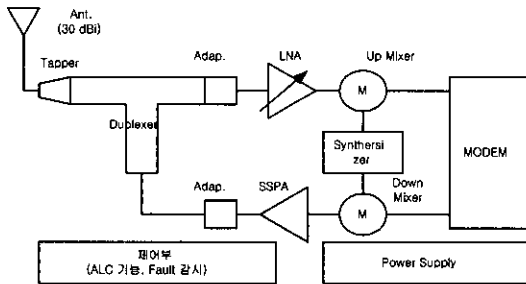 Ant.
(30 dBi)
Tapper
Adap.
LNA
Up Mixer
M
Duplexer
Synthersi
zer
MODEM
Adap.
SSPA
Down
Mixer
M
제어부
(ALC 기능, Fault 감시)
Power Supply